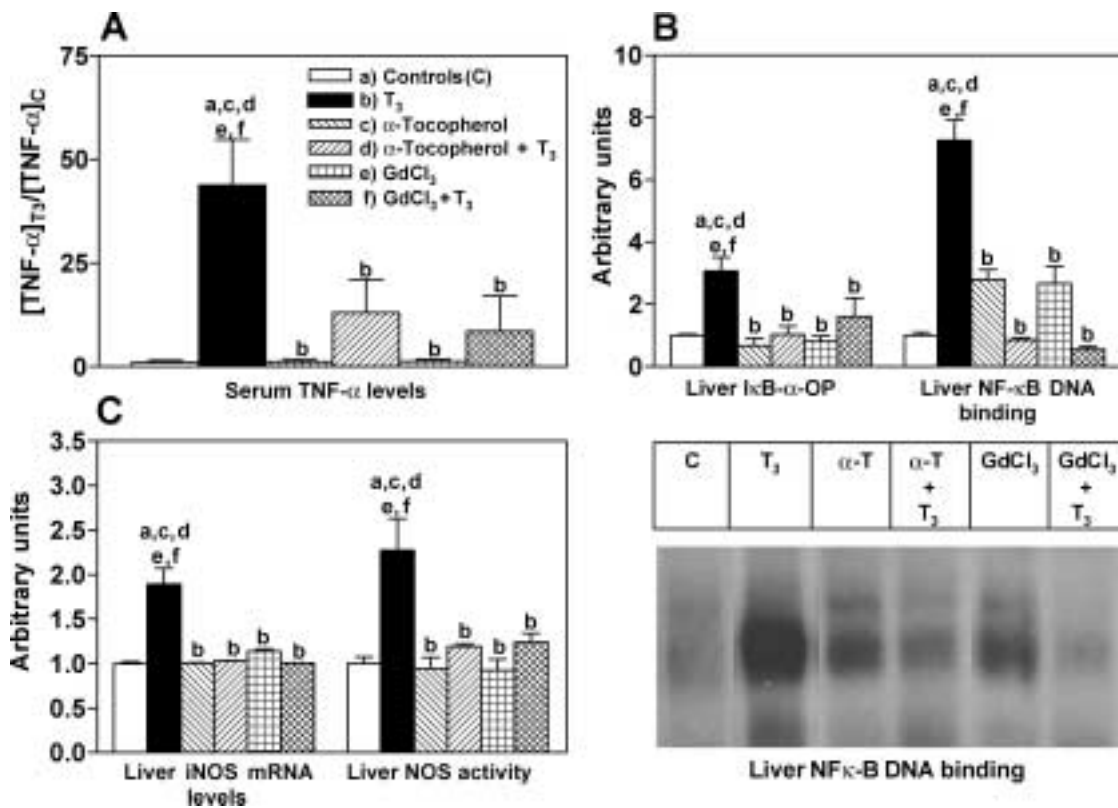 A
75
50
25
0
[TNF-α]T3/[TNF-α]C
a,c,d
e,f
b
b
b
b
a) Controls(C)
b) T3
c) α-Tocopherol
d) α-Tocopherol + T3
e) GdCl3
f) GdCl3+T3
Serum TNF-α levels
B
10
8
6
4
2
0
Arbitrary units
a,c,d
e,f
b
b
b
b
a,c,d
e,f
b
b
b
b
Liver IκB-α-OP
Liver NF-κB DNA
binding
C
3.5
3.0
2.5
2.0
1.5
1.0
0.5
0.0
Arbitrary units
a,c,d
e,f
b
b
b
b
a,c,d
e,f
b
b
b
b
Liver iNOS mRNA
levels
Liver NOS activity
C
T3
α-T
α-T
+
T3
GdCl3
GdCl3
+
T3
Liver NFκ-B DNA binding